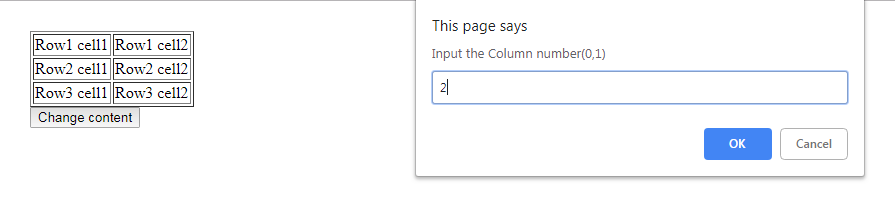 Row1 cell1 Row1 cell2
Row2 cell1 Row2 cell2
Row3 cell1 Row3 cell2
Change content
This page says
Input the Column number(0,1)
2
OK Cancel